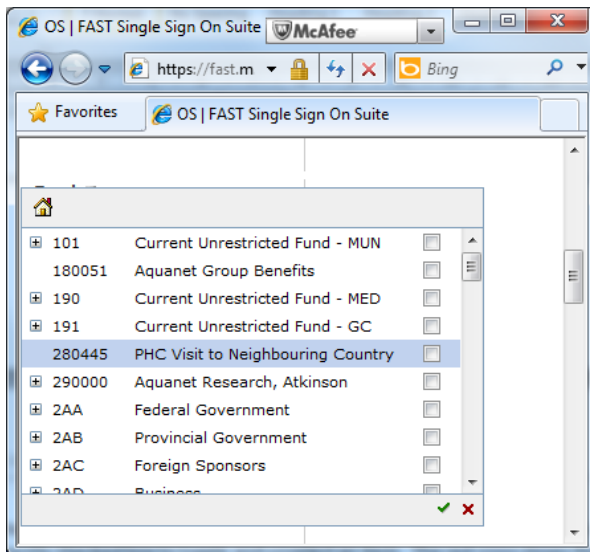 OS | FAST Single Sign On Suite McAfee
https://fast.m Bing
Favorites OS | FAST Single Sign On Suite
101 Current Unrestricted Fund - MUN
180051 Aquanet Group Benefits
190 Current Unrestricted Fund - MED
191 Current Unrestricted Fund - GC
280445 PHC Visit to Neighbouring Country
290000 Aquanet Research, Atkinson
2AA Federal Government
2AB Provincial Government
2AC Foreign Sponsors
2AD Business